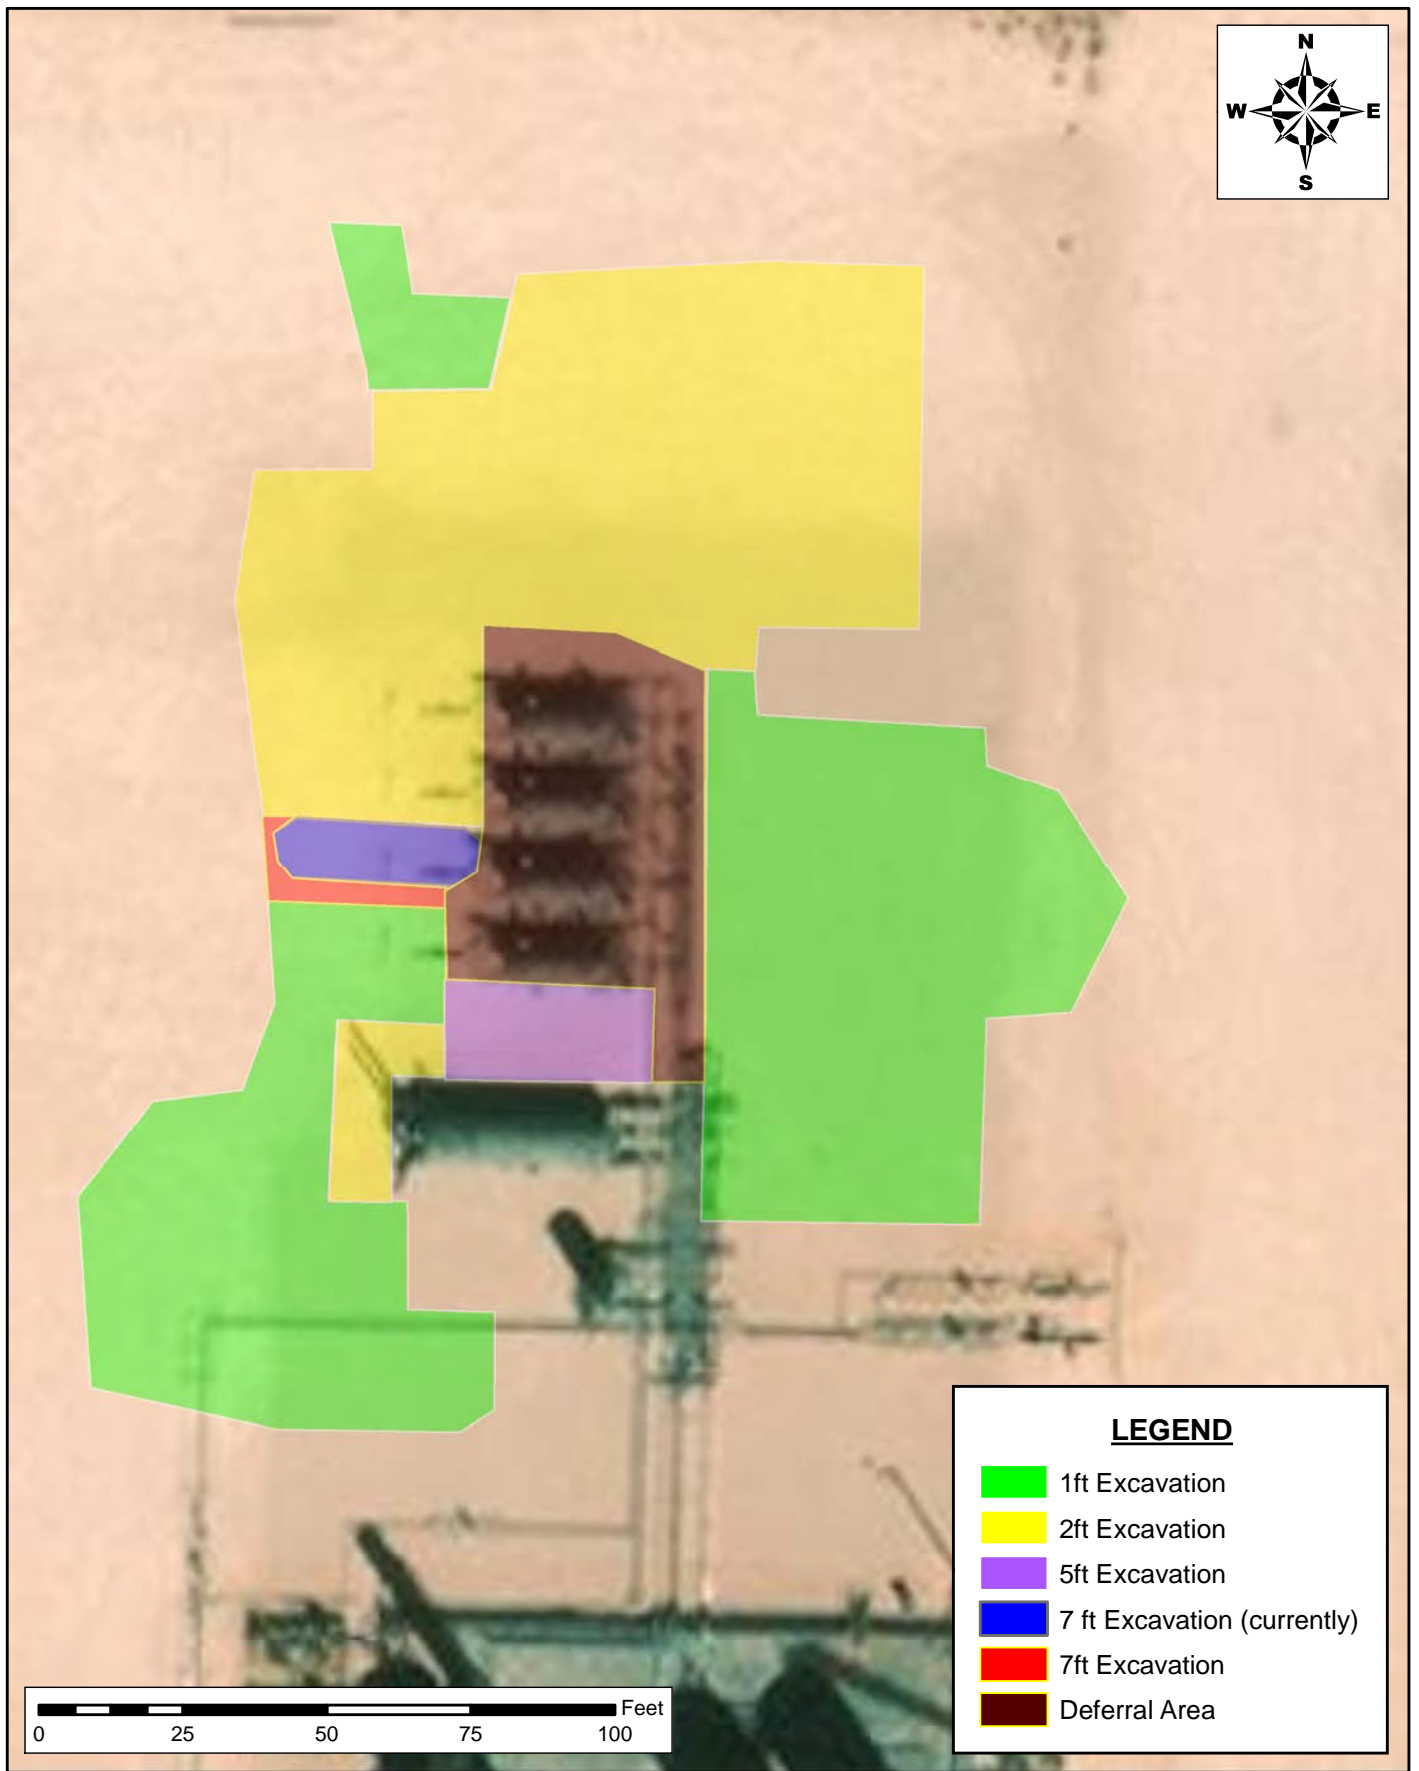 N
W E
S
LEGEND
1ft Excavation
2ft Excavation
5ft Excavation
7 ft Excavation (currently)
7ft Excavation
Deferral Area
Feet
0 25 50 75 100